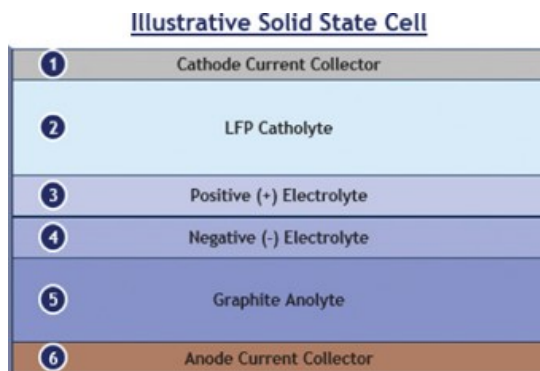 Illustrative Solid State Cell
1 Cathode Current Collector
2 LFP Catholyte
3 Positive (+) Electrolyte
4 Negative (-) Electrolyte
5 Graphite Anolyte
6 Anode Current Collector